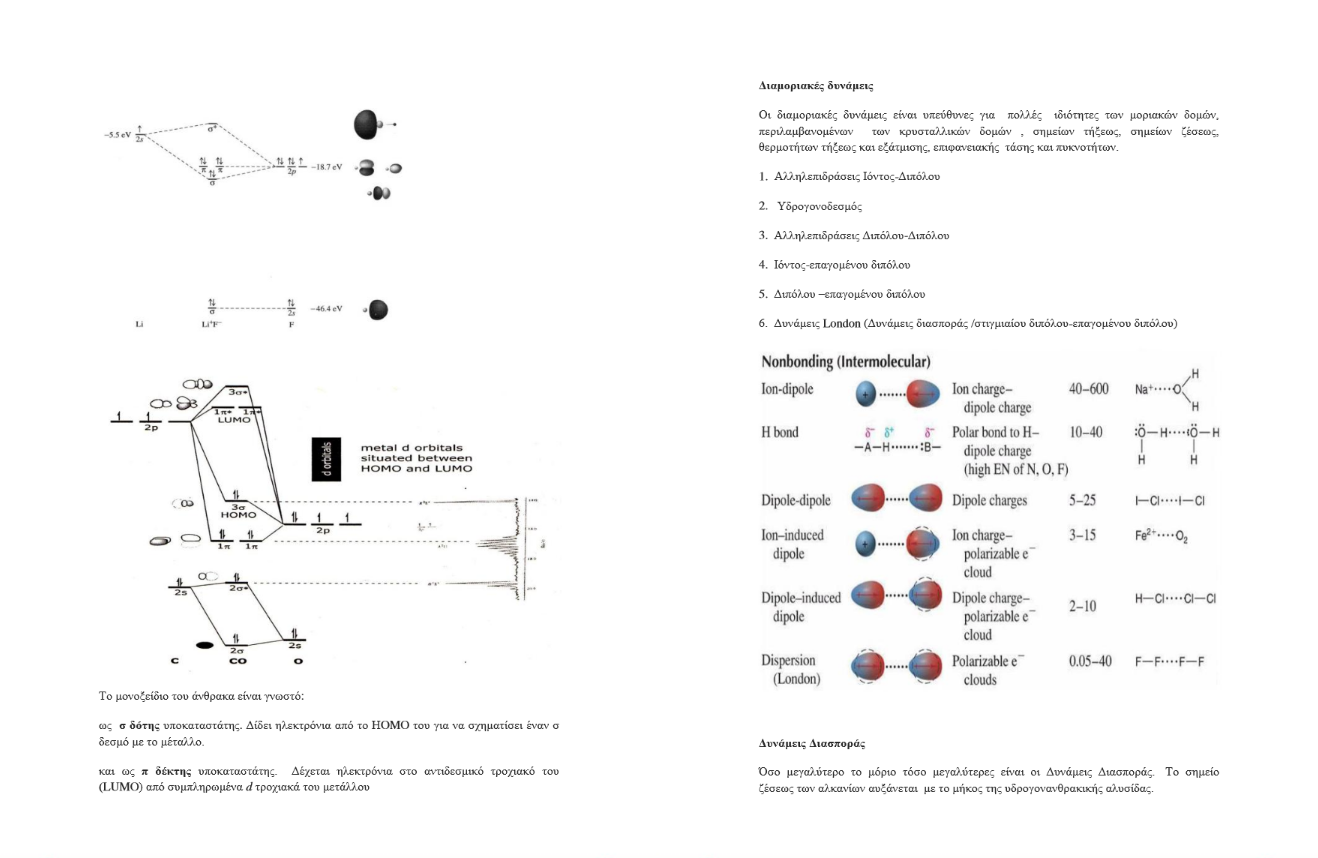 −5.5 eV
2s
σ*
π π
σ
2p
−18.7 eV
σ
2s
−46.4 eV
Li
Li⁺F⁻
F
3σ*
1π* 1π*
LUMO
2p
d orbitals
metal d orbitals
situated between
HOMO and LUMO
3σ
HOMO
2p
1π 1π
2s
2σ*
2σ
2s
C CO O
Το μονοξείδιο του άνθρακα είναι γνωστό:
ως σ δότης υποκαταστάτης. Δίδει ηλεκτρόνια από το HOMO του για να σχηματίσει έναν σ
δεσμό με το μέταλλο.
και ως π δέκτης υποκαταστάτης. Δέχεται ηλεκτρόνια στο αντιδεσμικό τροχιακό του
(LUMO) από συμπληρωμένα d τροχιακά του μετάλλου
Διαμοριακές δυνάμεις
Οι διαμοριακές δυνάμεις είναι υπεύθυνες για πολλές ιδιότητες των μοριακών δομών,
περιλαμβανομένων των κρυσταλλικών δομών , σημείων τήξεως, σημείων ζέσεως,
θερμοτήτων τήξεως και εξάτμισης, επιφανειακής τάσης και πυκνοτήτων.
1. Αλληλεπιδράσεις Ιόντος-Διπόλου
2. Υδρογονοδεσμός
3. Αλληλεπιδράσεις Διπόλου-Διπόλου
4. Ιόντος-επαγομένου διπόλου
5. Διπόλου –επαγομένου διπόλου
6. Δυνάμεις London (Δυνάμεις διασποράς /στιγμιαίου διπόλου-επαγομένου διπόλου)
Nonbonding (Intermolecular)
Ion-dipole + Ion charge– 40–600 Na⁺····O H
dipole charge H
H bond δ⁻ δ⁺ δ⁻ Polar bond to H– 10–40 :Ö—H····:Ö—H
—A—H·······:B— dipole charge H H
(high EN of N, O, F)
Dipole-dipole Dipole charges 5–25 I—Cl····I—Cl
Ion–induced + Ion charge– 3–15 Fe²⁺····O₂
dipole polarizable e⁻
cloud
Dipole–induced Dipole charge– 2–10 H—Cl····Cl—Cl
dipole polarizable e⁻
cloud
Dispersion Polarizable e⁻ 0.05–40 F—F····F—F
(London) clouds
Δυνάμεις Διασποράς
Όσο μεγαλύτερο το μόριο τόσο μεγαλύτερες είναι οι Δυνάμεις Διασποράς. Το σημείο
ζέσεως των αλκανίων αυξάνεται με το μήκος της υδρογονανθρακικής αλυσίδας.